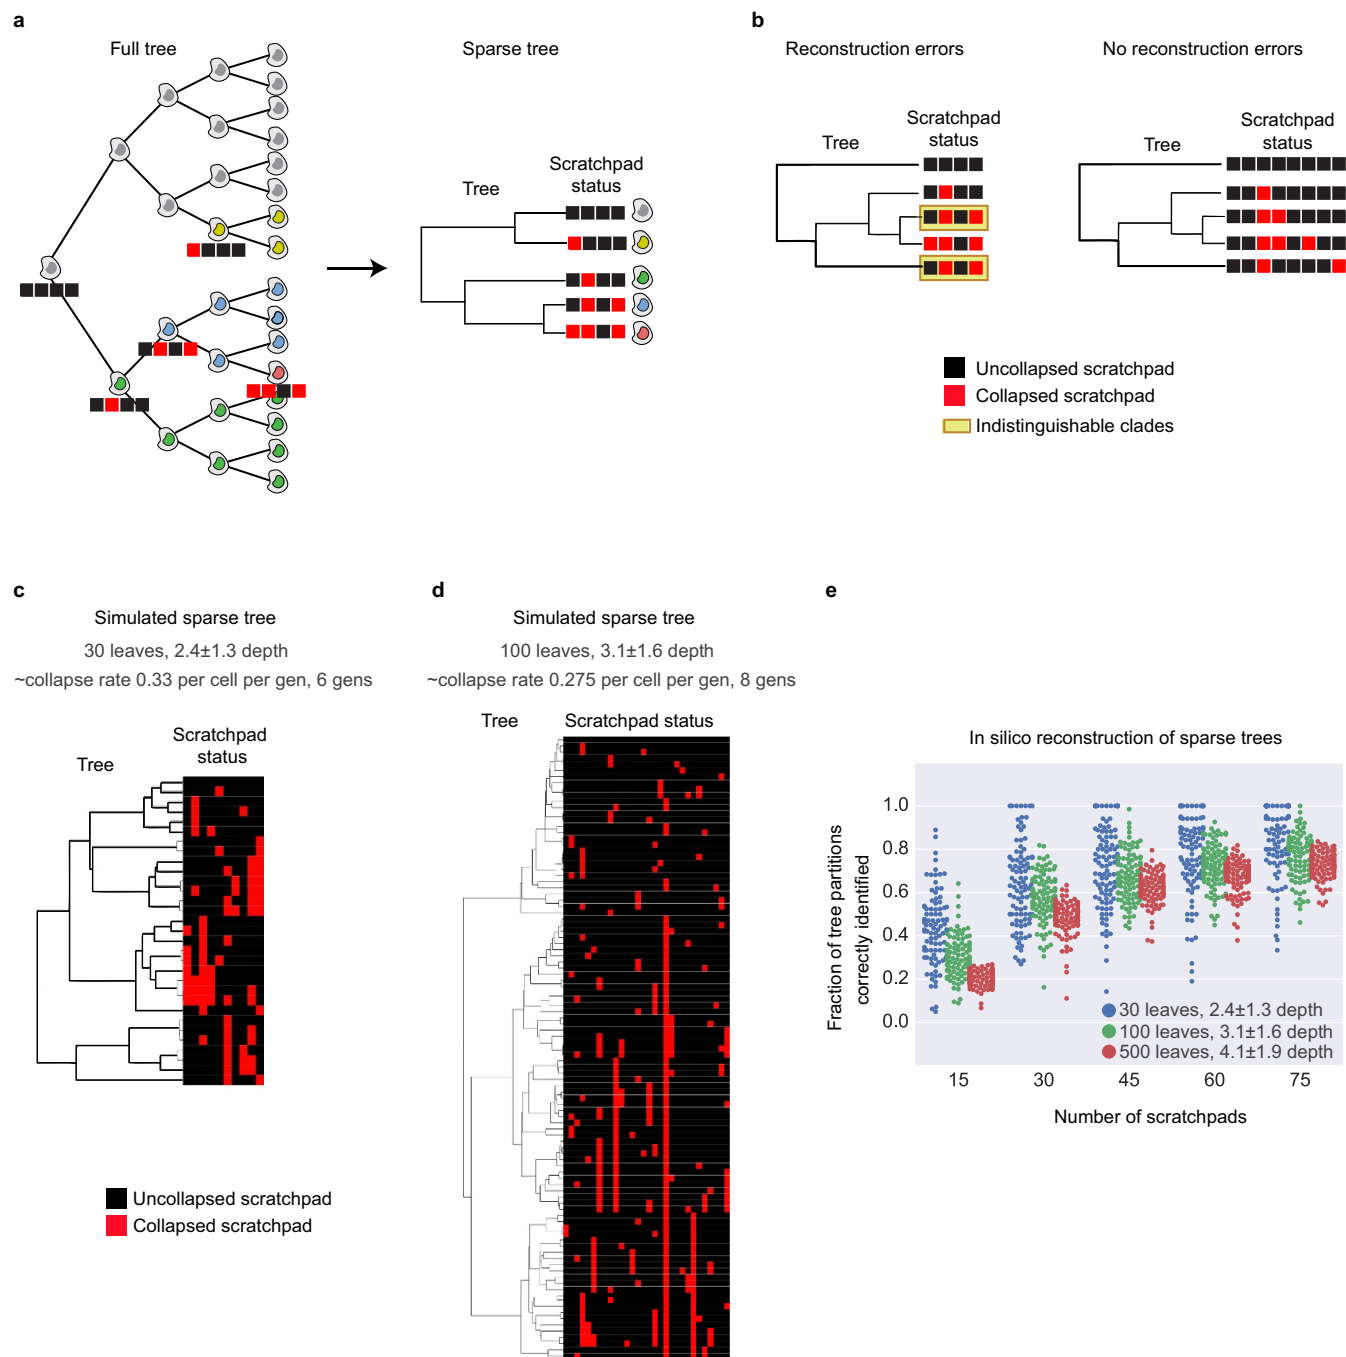 a
Full tree
Sparse tree
Tree
Scratchpad
status
b
Reconstruction errors
No reconstruction errors
Tree
Scratchpad
status
Tree
Scratchpad
status
Uncollapsed scratchpad
Collapsed scratchpad
Indistinguishable clades
c
Simulated sparse tree
30 leaves, 2.4±1.3 depth
~collapse rate 0.33 per cell per gen, 6 gens
Tree
Scratchpad
status
Uncollapsed scratchpad
Collapsed scratchpad
d
Simulated sparse tree
100 leaves, 3.1±1.6 depth
~collapse rate 0.275 per cell per gen, 8 gens
Tree
Scratchpad status
e
In silico reconstruction of sparse trees
Fraction of tree partitions
correctly identified
1.0
0.8
0.6
0.4
0.2
0.0
30 leaves, 2.4±1.3 depth
100 leaves, 3.1±1.6 depth
500 leaves, 4.1±1.9 depth
15 30 45 60 75
Number of scratchpads